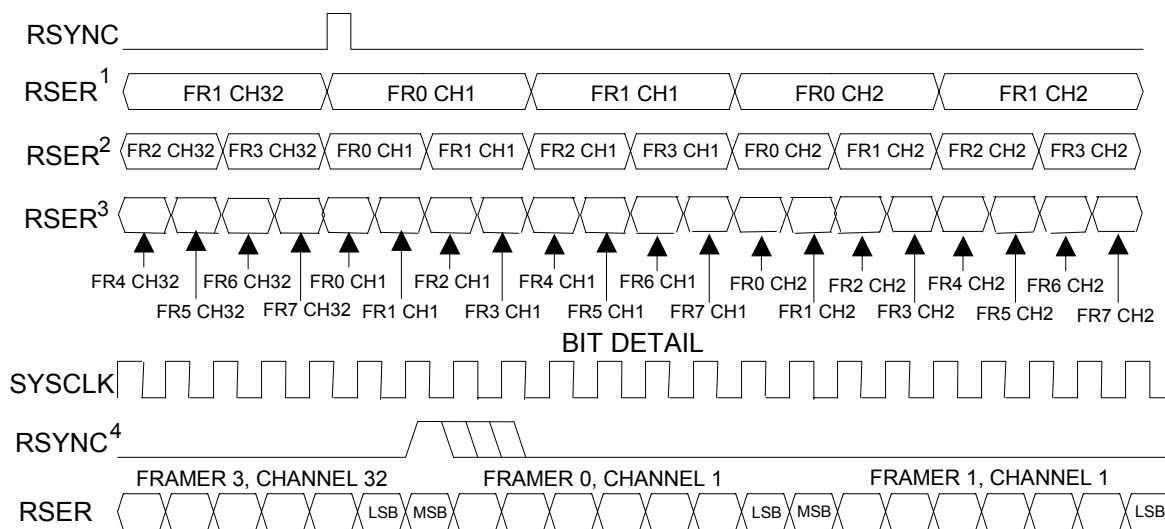 RSYNC
RSER1 FR1 CH32 FR0 CH1 FR1 CH1 FR0 CH2 FR1 CH2
RSER2 FR2 CH32 FR3 CH32 FR0 CH1 FR1 CH1 FR2 CH1 FR3 CH1 FR0 CH2 FR1 CH2 FR2 CH2 FR3 CH2
RSER3
FR4 CH32 FR6 CH32 FR0 CH1 FR2 CH1 FR4 CH1 FR6 CH1 FR0 CH2 FR2 CH2 FR4 CH2 FR6 CH2
FR5 CH32 FR7 CH32 FR1 CH1 FR3 CH1 FR5 CH1 FR7 CH1 FR1 CH2 FR3 CH2 FR5 CH2 FR7 CH2
BIT DETAIL
SYSCLK
RSYNC4
FRAMER 3, CHANNEL 32 FRAMER 0, CHANNEL 1 FRAMER 1, CHANNEL 1
RSER LSB MSB LSB MSB LSB